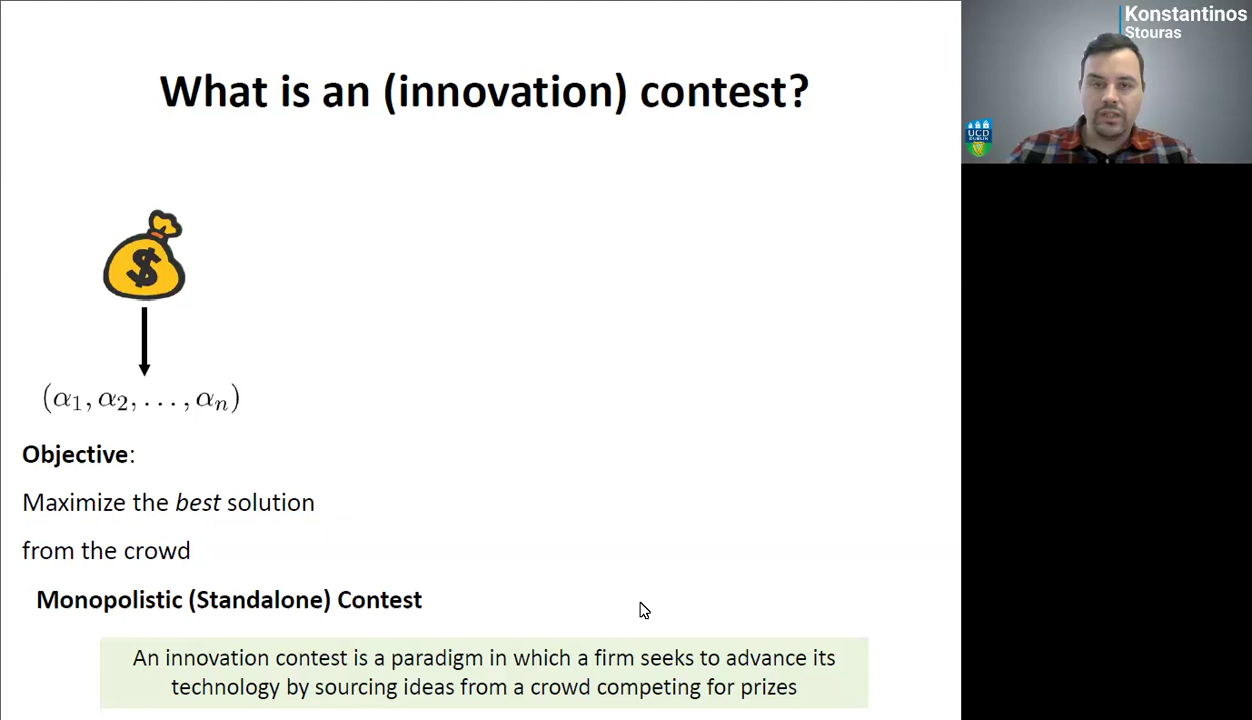 What is an (innovation) contest?
$
(α1, α2, . . . , αn)
Objective:
Maximize the best solution
from the crowd
Monopolistic (Standalone) Contest
An innovation contest is a paradigm in which a firm seeks to advance its
technology by sourcing ideas from a crowd competing for prizes
Konstantinos
Stouras
UCD
DUBLIN